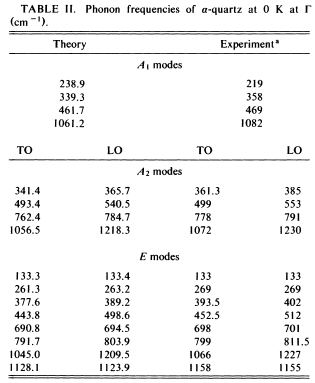 TABLE II. Phonon frequencies of α-quartz at 0 K at Γ
(cm⁻¹).
Theory Experimentᵃ
A₁ modes
238.9 219
339.3 358
461.7 469
1061.2 1082
TO LO TO LO
A₂ modes
341.4 365.7 361.3 385
493.4 540.5 499 553
762.4 784.7 778 791
1056.5 1218.3 1072 1230
E modes
133.3 133.4 133 133
261.3 263.2 269 269
377.6 389.2 393.5 402
443.8 498.6 452.5 512
690.8 694.5 698 701
791.7 803.9 799 811.5
1045.0 1209.5 1066 1227
1128.1 1123.9 1158 1155